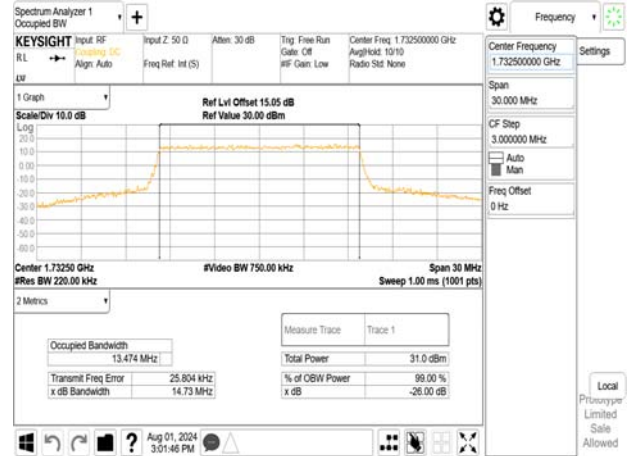 Spectrum Analyzer 1
Occupied BW
Frequency
KEYSIGHT
RL
Input: RF
Coupling: DC
Align: Auto
Input Z: 50 Ω
Freq Ref: Int (S)
Atten: 30 dB
Trig: Free Run
Gate: Off
#IF Gain: Low
Center Freq: 1.732500000 GHz
Avg|Hold: 10/10
Radio Std: None
Center Frequency
1.732500000 GHz
Settings
Span
30.000 MHz
CF Step
3.000000 MHz
Auto
Man
Freq Offset
0 Hz
1 Graph
Scale/Div 10.0 dB
Ref Lvl Offset 15.05 dB
Ref Value 30.00 dBm
Log
20.0
10.0
0.00
-10.0
-20.0
-30.0
-40.0
-50.0
-60.0
Center 1.73250 GHz
#Res BW 220.00 kHz
#Video BW 750.00 kHz
Span 30 MHz
Sweep 1.00 ms (1001 pts)
2 Metrics
Measure Trace Trace 1
Occupied Bandwidth
13.474 MHz
Total Power 31.0 dBm
Transmit Freq Error 25.804 kHz
% of OBW Power 99.00 %
x dB Bandwidth 14.73 MHz
x dB -26.00 dB
Local
Prototype
Limited
Sale
Allowed
?
Aug 01, 2024
3:01:46 PM